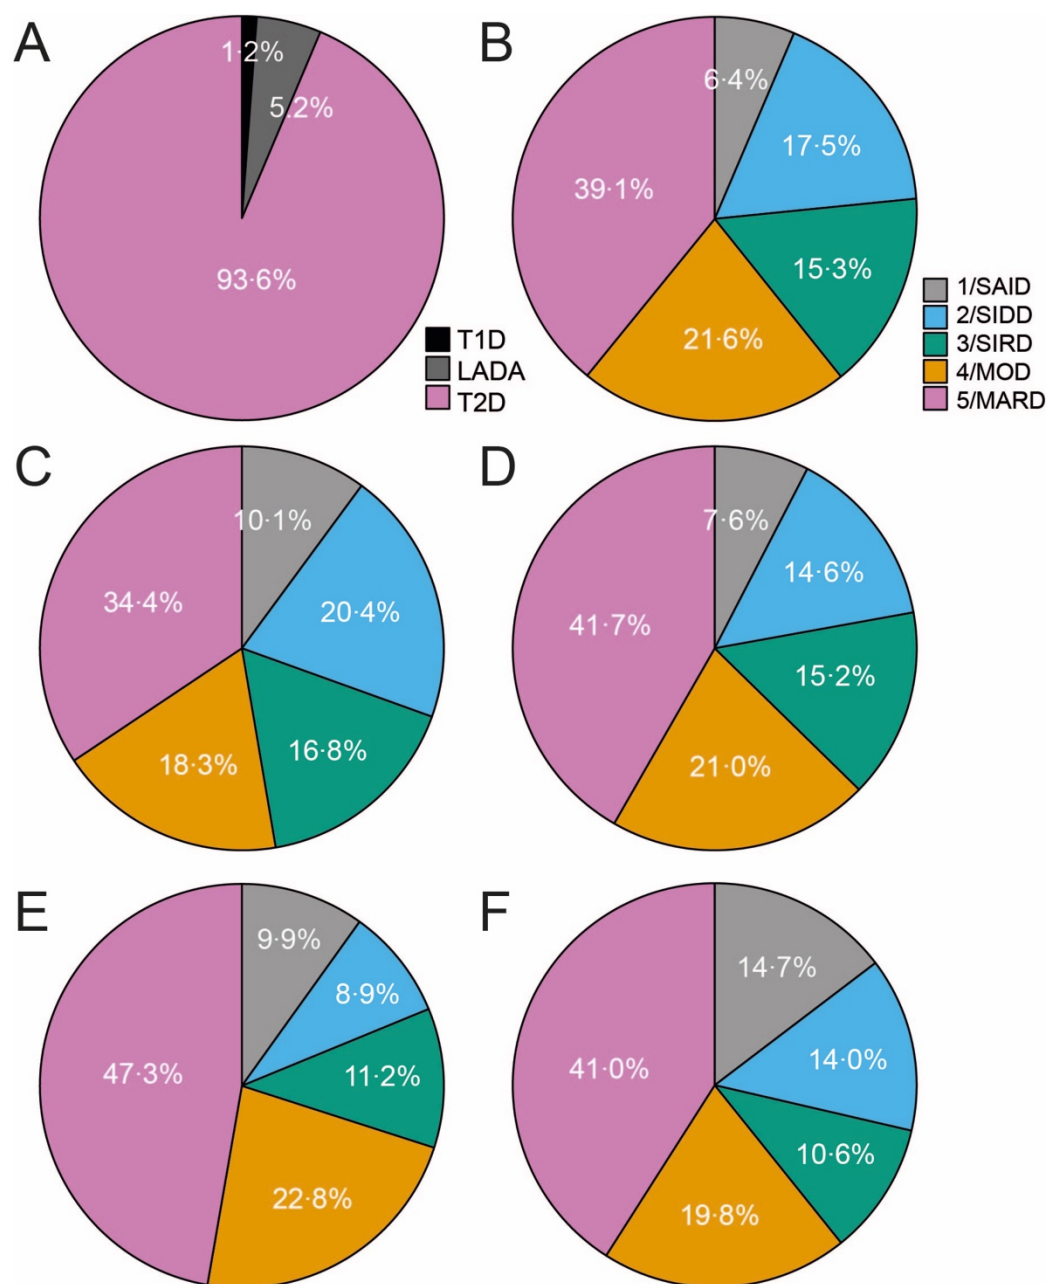 A
1·2%
5.2%
93·6%
T1D
LADA
T2D
B
6·4%
17·5%
39·1%
15·3%
21·6%
1/SAID
2/SIDD
3/SIRD
4/MOD
5/MARD
C
10·1%
34·4%
20·4%
16·8%
18·3%
D
7·6%
14·6%
41·7%
15·2%
21·0%
E
9·9%
8·9%
47·3%
11·2%
22·8%
F
14·7%
14·0%
41·0%
10·6%
19·8%